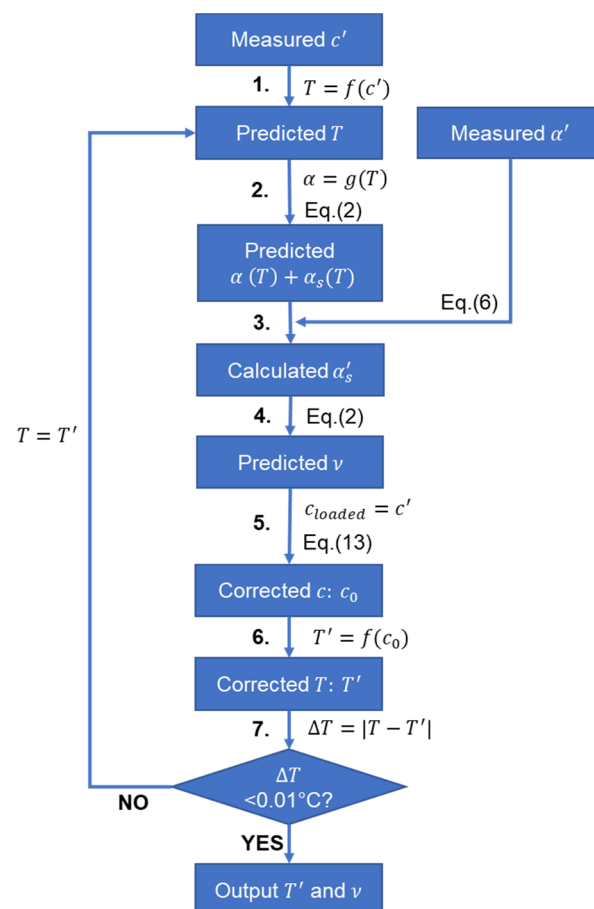 Measured c'
1. T = f(c')
Predicted T
Measured α'
2. α = g(T)
Eq.(2)
Predicted
α (T) + αₛ(T)
Eq.(6)
3.
Calculated α'ₛ
4. Eq.(2)
T = T'
Predicted ν
5. c_loaded = c'
Eq.(13)
Corrected c: c₀
6. T' = f(c₀)
Corrected T: T'
7. ΔT = |T − T'|
ΔT
<0.01°C?
NO
YES
Output T' and ν